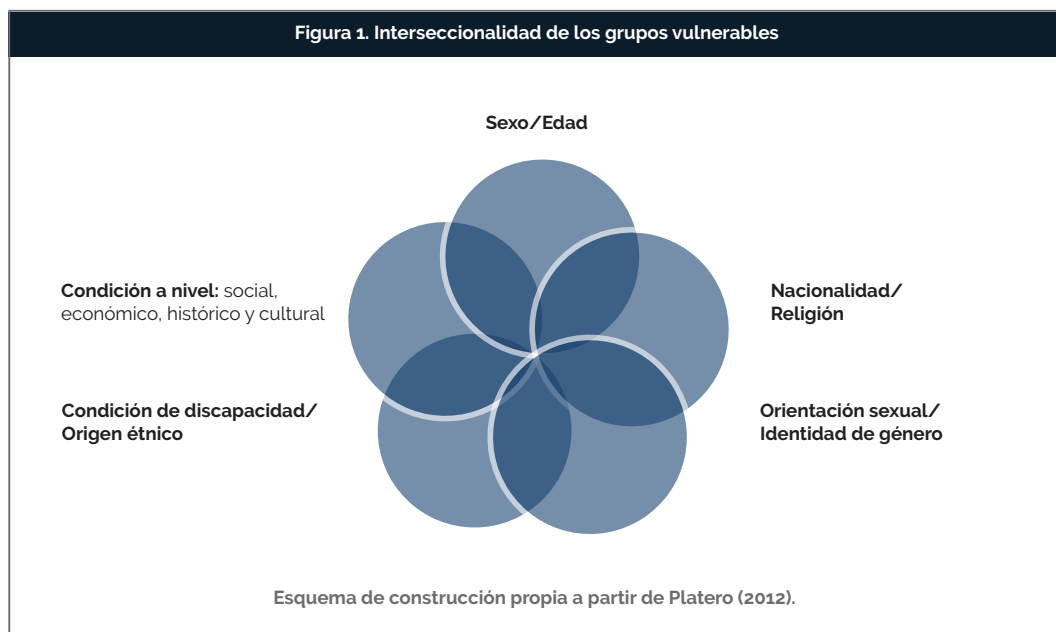 Figura 1. Interseccionalidad de los grupos vulnerables
Sexo/Edad
Condición a nivel: social,
económico, histórico y cultural
Nacionalidad/
Religión
Condición de discapacidad/
Origen étnico
Orientación sexual/
Identidad de género
Esquema de construcción propia a partir de Platero (2012).